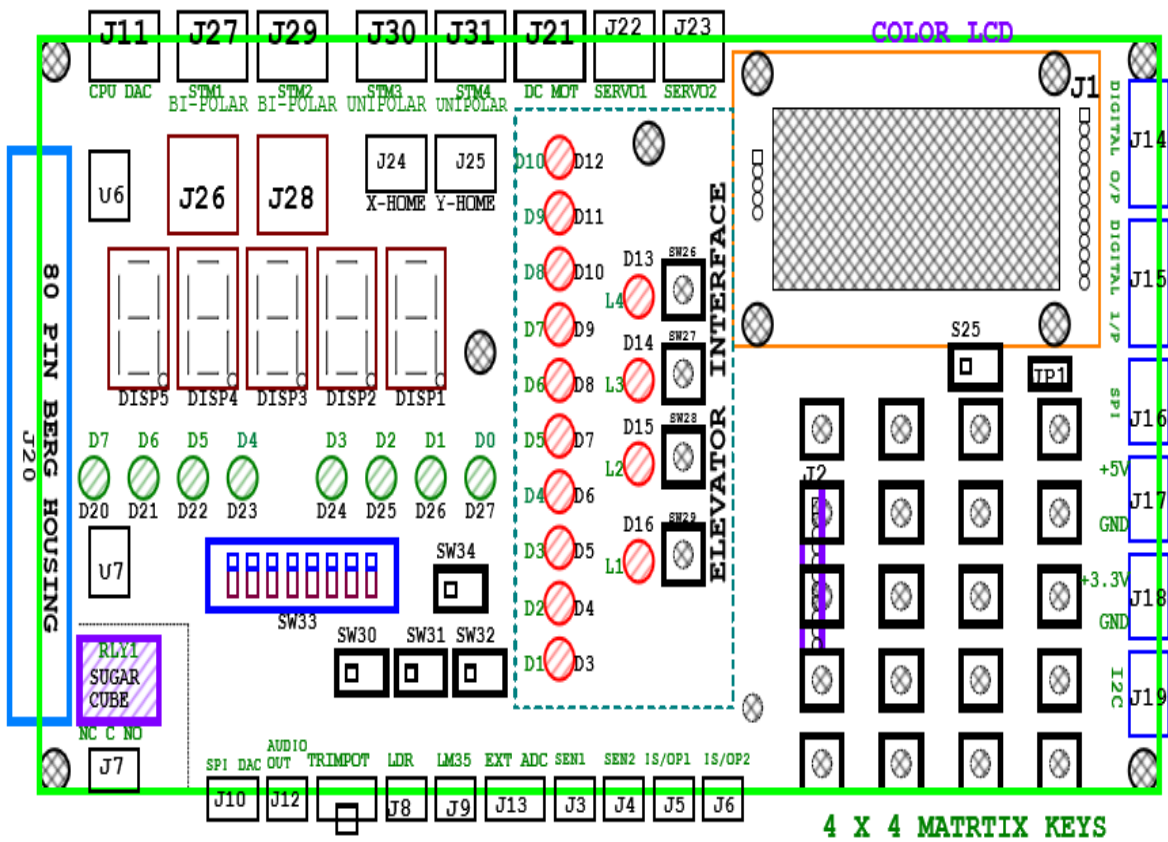 COLOR LCD
J11 J27 J29 J30 J31 J21 J22 J23
CPU DAC STM1 STM2 STM3 STM4 DC MOT SERVO1 SERVO2
BI-POLAR BI-POLAR UNIPOLAR UNIPOLAR
J1
DIGITAL O/P
J14
DIGITAL I/P
J15
SPI
J16
+5V
J17
GND
+3.3V
J18
GND
I2C
J19
U6 J26 J28 J24 J25
X-HOME Y-HOME
80 PIN BERG HOUSING
J20
DISP5 DISP4 DISP3 DISP2 DISP1
D7 D6 D5 D4 D3 D2 D1 D0
D20 D21 D22 D23 D24 D25 D26 D27
U7
SW33
SW34
SW30 SW31 SW32
RLY1
SUGAR
CUBE
NC C NO
J7
D10 D12
D9 D11
D8 D10
D7 D9
D6 D8
D5 D7
D4 D6
D3 D5
D2 D4
D1 D3
D13 SW26
L4
D14 SW27
L3
D15 SW28
L2
D16 SW29
L1
ELEVATOR INTERFACE
S25
JP1
J2
SPI DAC AUDIO OUT TRIMPOT LDR LM35 EXT ADC SEN1 SEN2 IS/OP1 IS/OP2
J10 J12 J8 J9 J13 J3 J4 J5 J6
4 X 4 MATRTIX KEYS